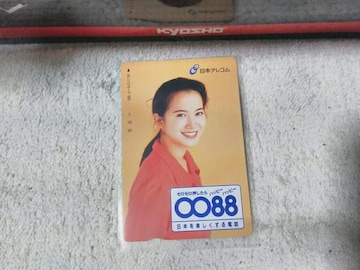 KYOSHO
日本テレコム
ゼロゼロ押したら ハッピーハッピー
0088
日本を楽しくする電話